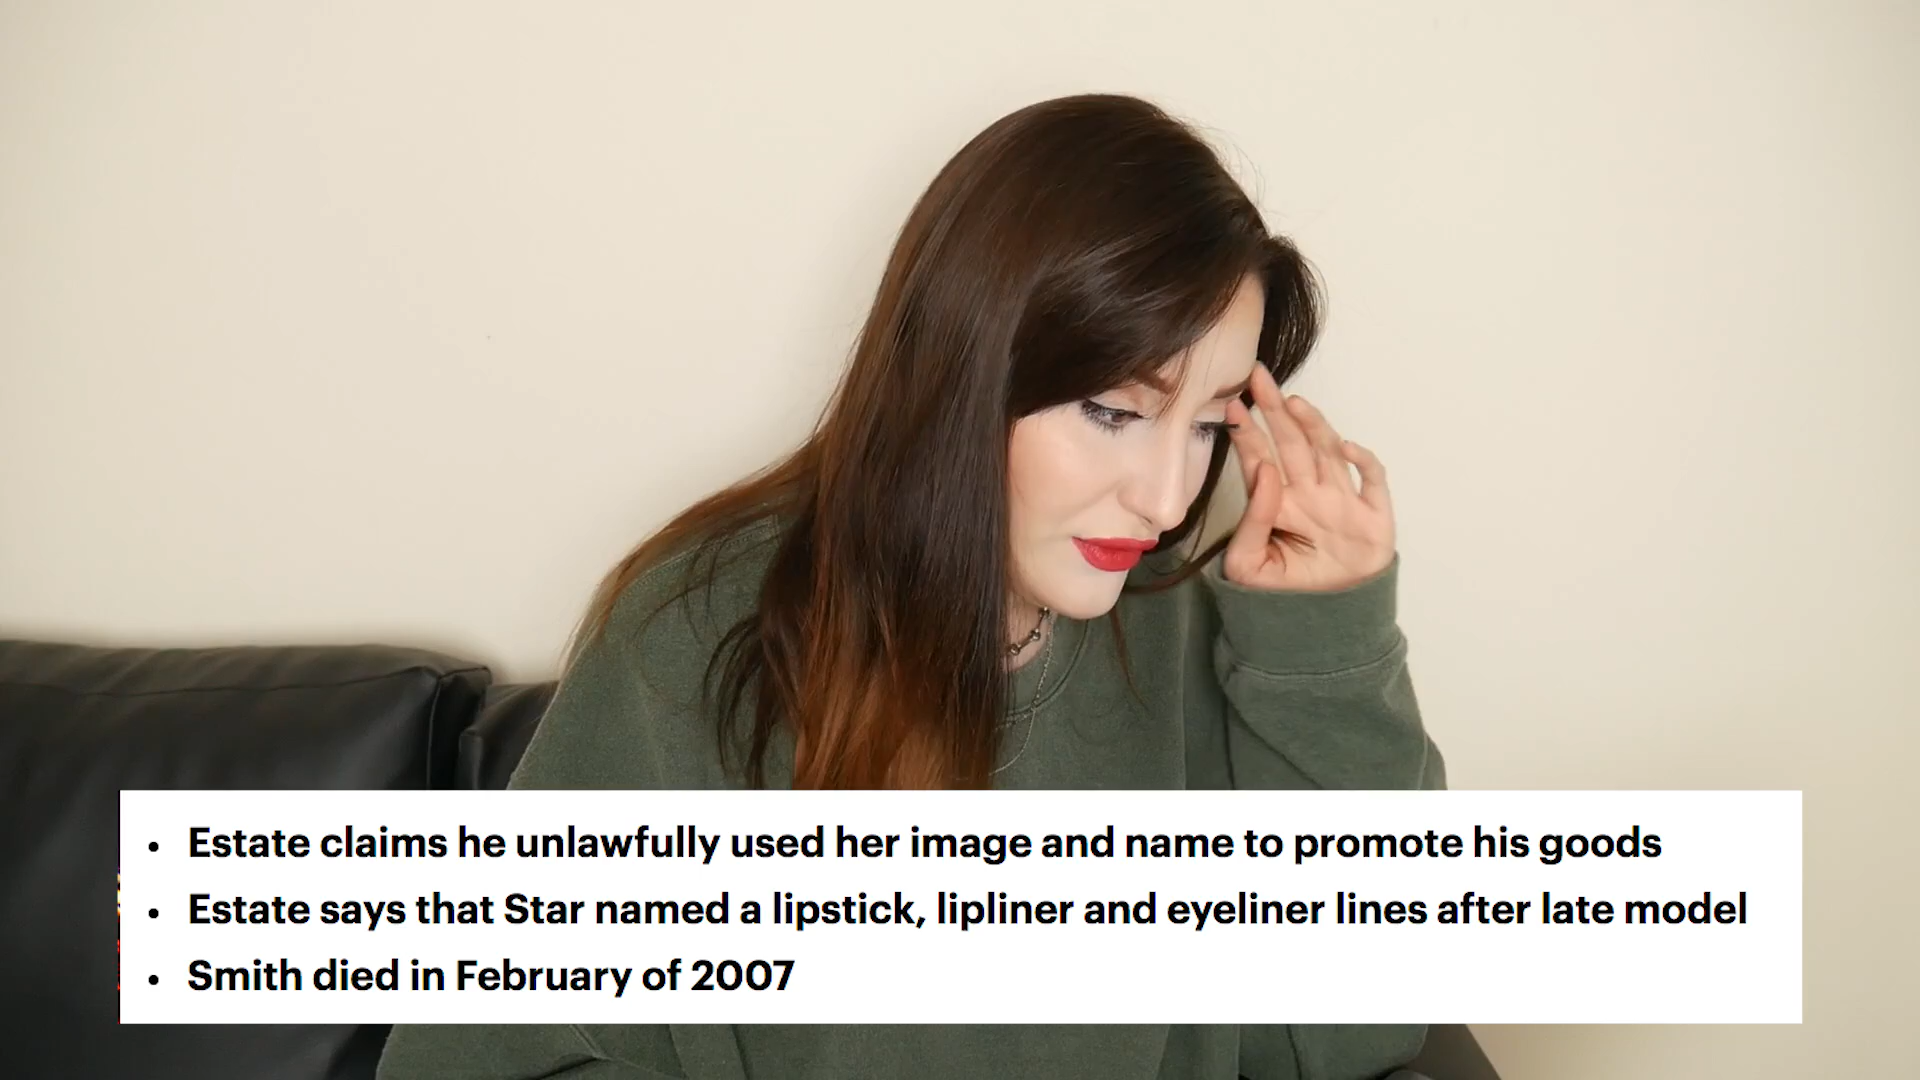 • Estate claims he unlawfully used her image and name to promote his goods
• Estate says that Star named a lipstick, lipliner and eyeliner lines after late model
• Smith died in February of 2007